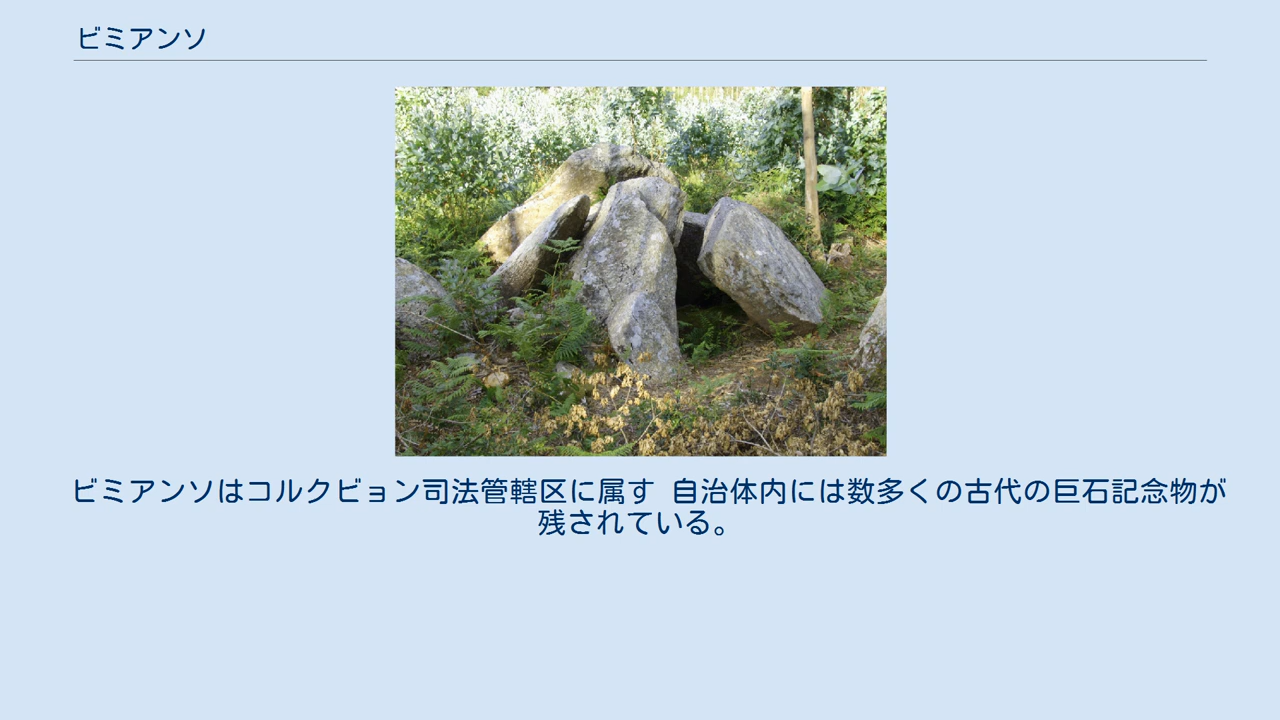 ビミアンソ
ビミアンソはコルクビョン司法管轄区に属す 自治体内には数多くの古代の巨石記念物が
残されている。